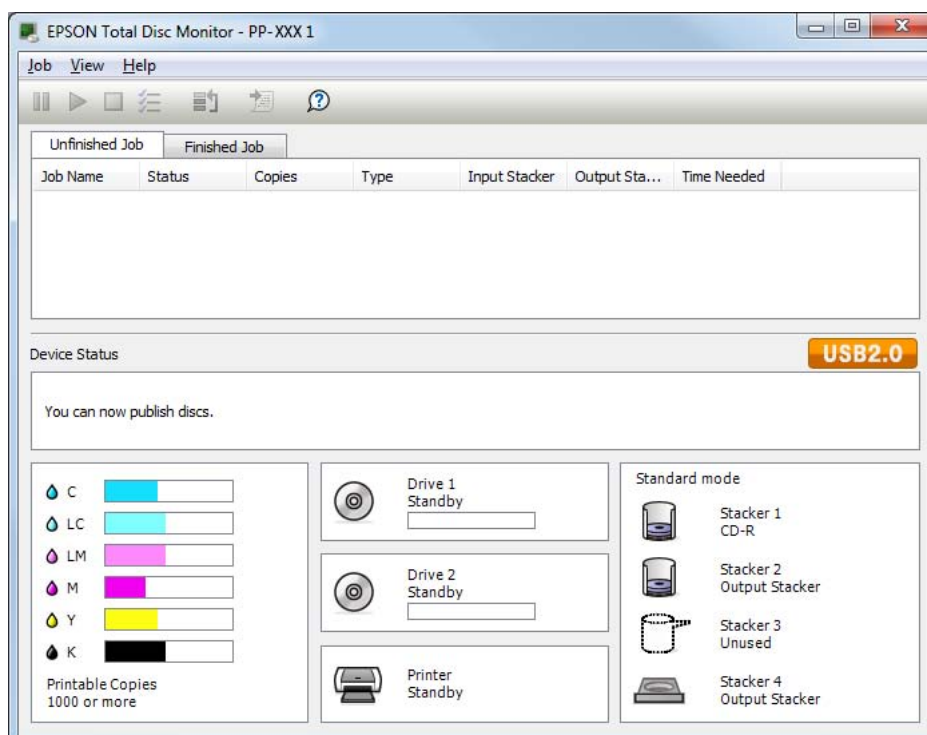 EPSON Total Disc Monitor - PP-XXX 1
Job View Help
Unfinished Job Finished Job
Job Name Status Copies Type Input Stacker Output Sta... Time Needed
Device Status
USB2.0
You can now publish discs.
C
LC
LM
M
Y
K
Printable Copies
1000 or more
Drive 1
Standby
Drive 2
Standby
Printer
Standby
Standard mode
Stacker 1
CD-R
Stacker 2
Output Stacker
Stacker 3
Unused
Stacker 4
Output Stacker